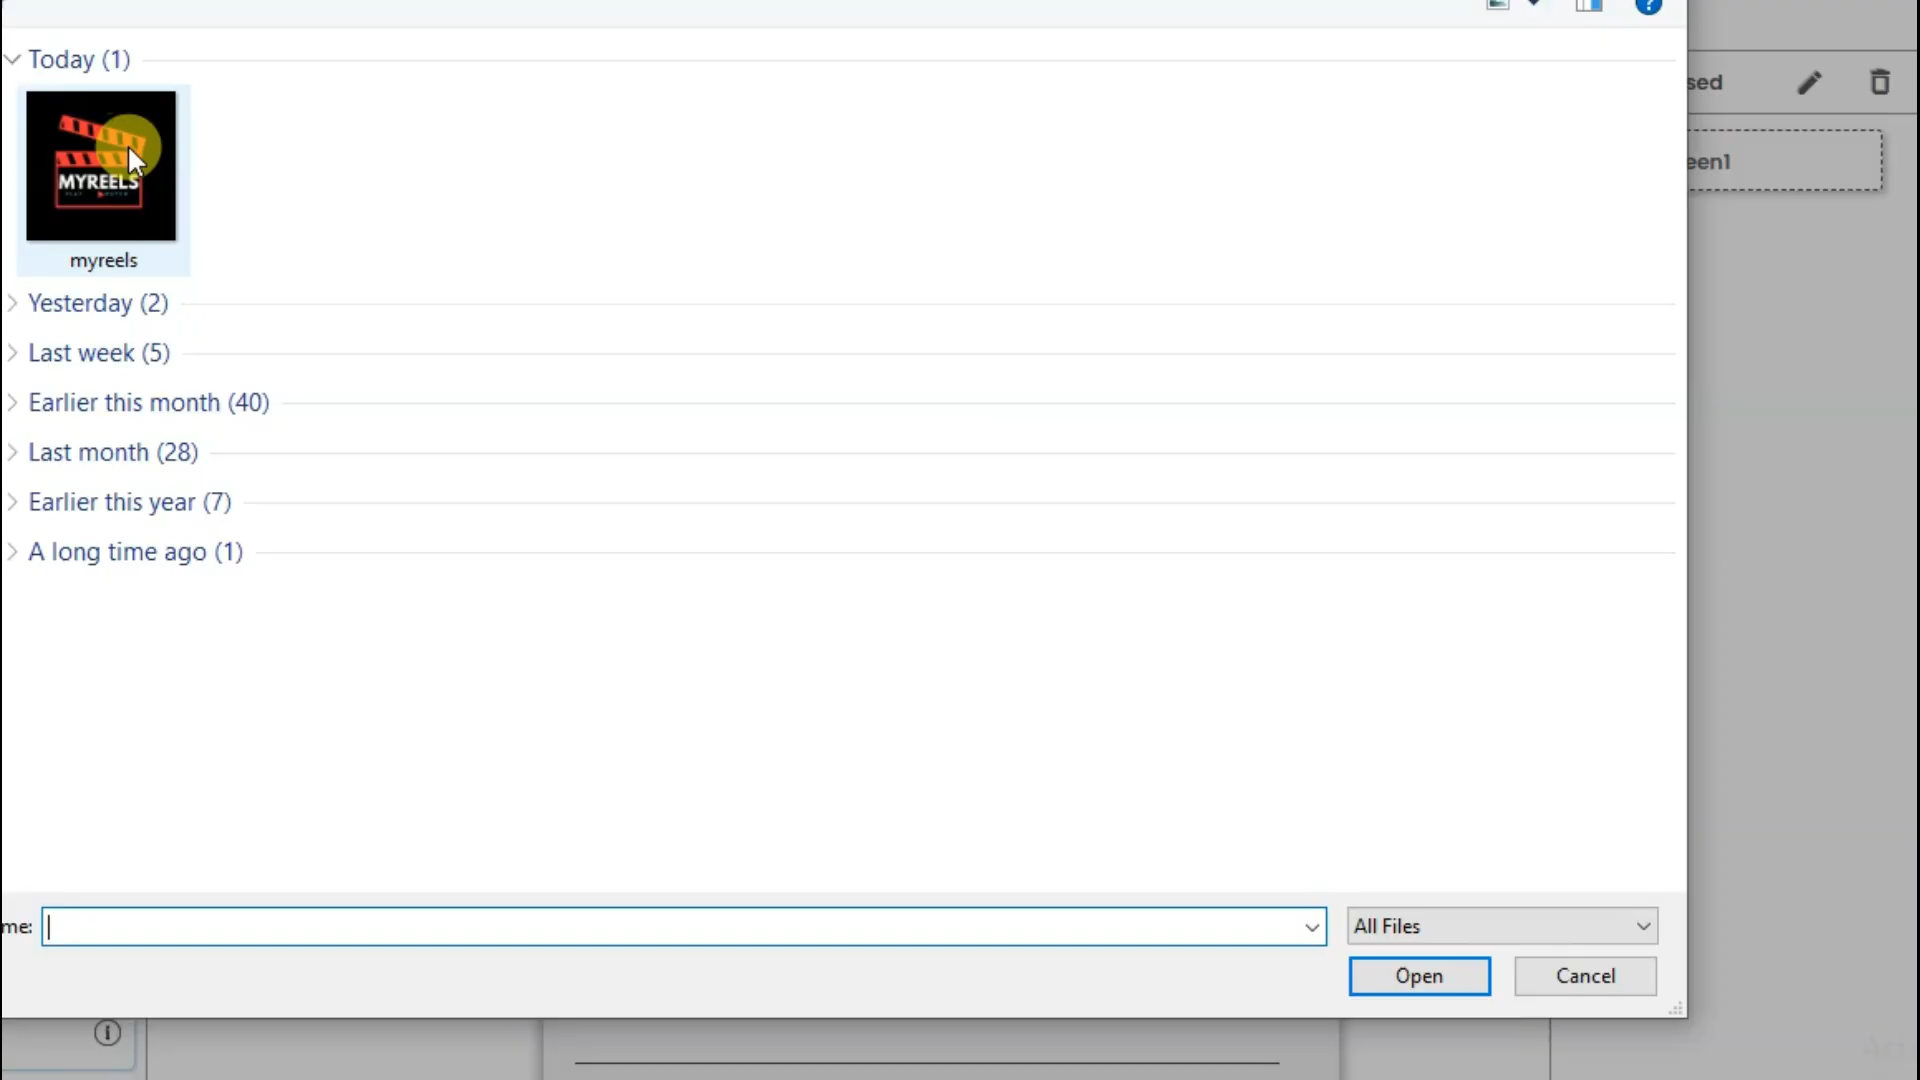 Today (1)
MYREELS
myreels
Yesterday (2)
Last week (5)
Earlier this month (40)
Last month (28)
Earlier this year (7)
A long time ago (1)
sed
een1
me:
All Files
Open
Cancel